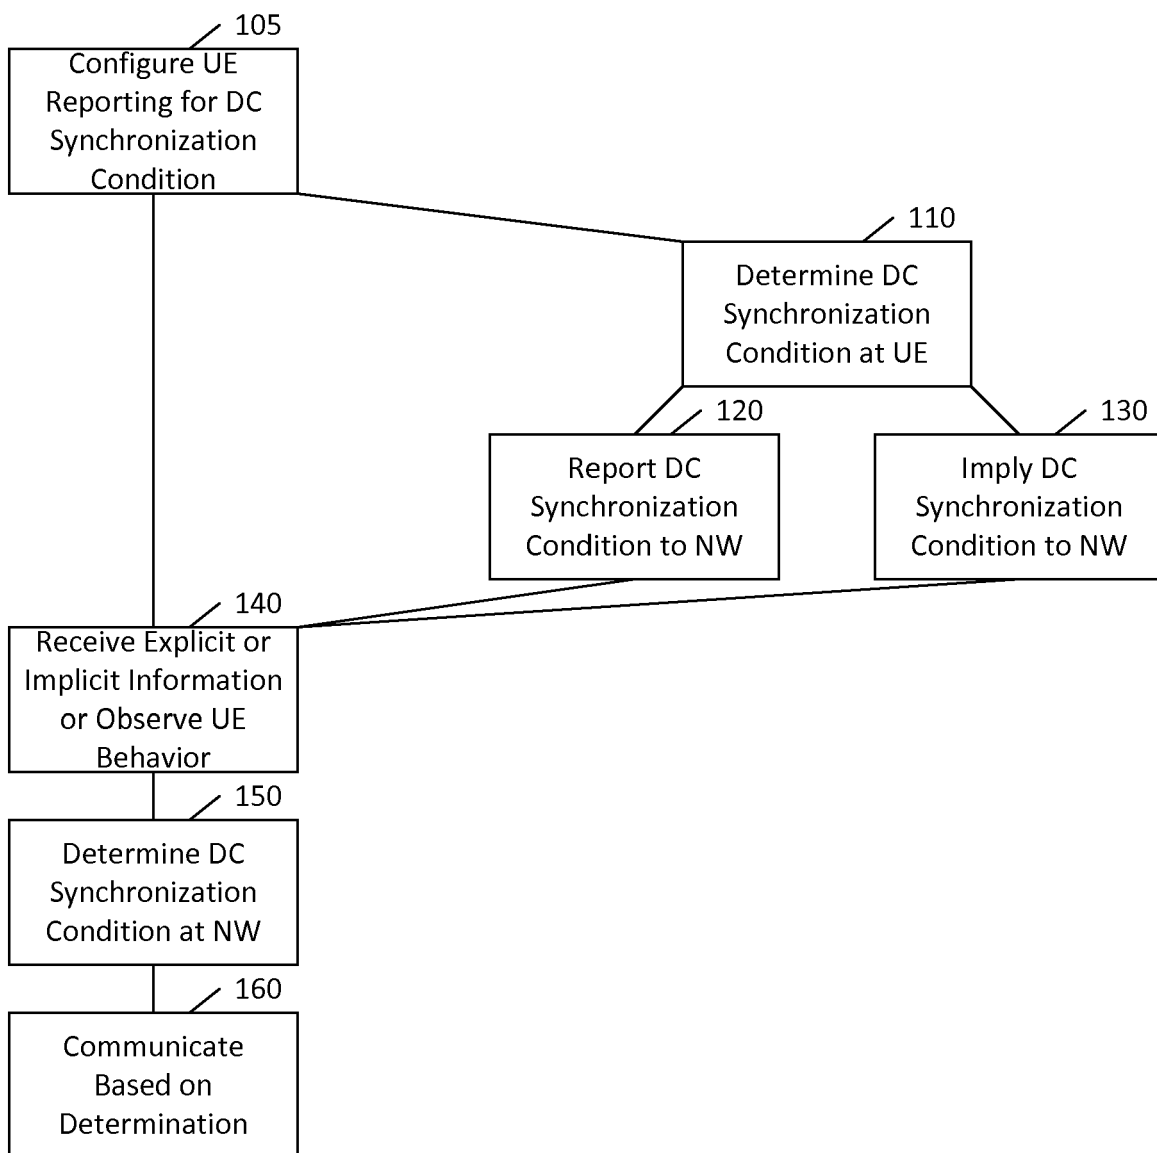 105
Configure UE
Reporting for DC
Synchronization
Condition
110
Determine DC
Synchronization
Condition at UE
120
Report DC
Synchronization
Condition to NW
130
Imply DC
Synchronization
Condition to NW
140
Receive Explicit or
Implicit Information
or Observe UE
Behavior
150
Determine DC
Synchronization
Condition at NW
160
Communicate
Based on
Determination